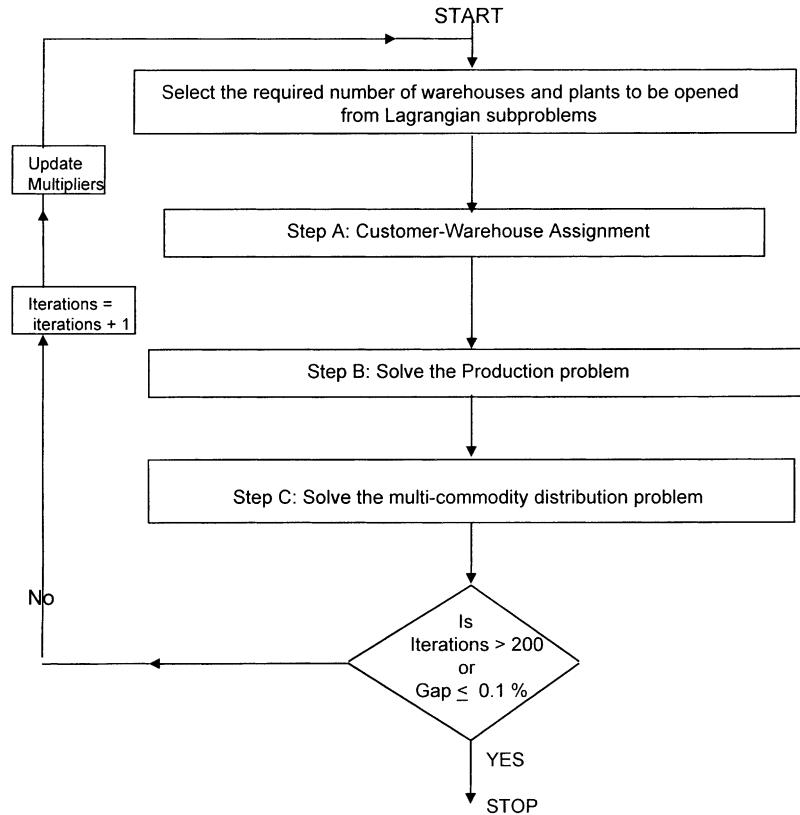 START
Select the required number of warehouses and plants to be opened
from Lagrangian subproblems
Update
Multipliers
Step A: Customer-Warehouse Assignment
Iterations =
iterations + 1
Step B: Solve the Production problem
Step C: Solve the multi-commodity distribution problem
No
Is
Iterations > 200
or
Gap ≤ 0.1 %
YES
STOP